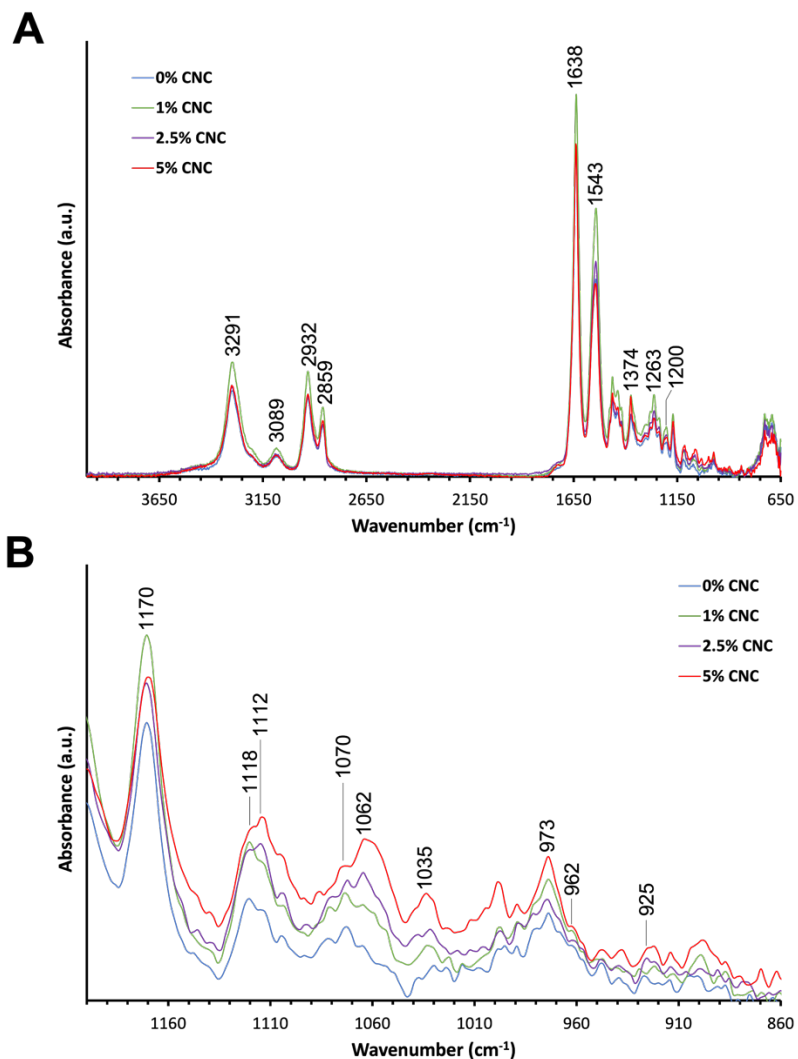 A
0% CNC
1% CNC
2.5% CNC
5% CNC
Absorbance (a.u.)
3291
3089
2932
2859
1638
1543
1374
1263
1200
3650 3150 2650 2150 1650 1150 650
Wavenumber (cm-1)
B
0% CNC
1% CNC
2.5% CNC
5% CNC
Absorbance (a.u.)
1170
1118
1112
1070
1062
1035
973
962
925
1160 1110 1060 1010 960 910 860
Wavenumber (cm-1)